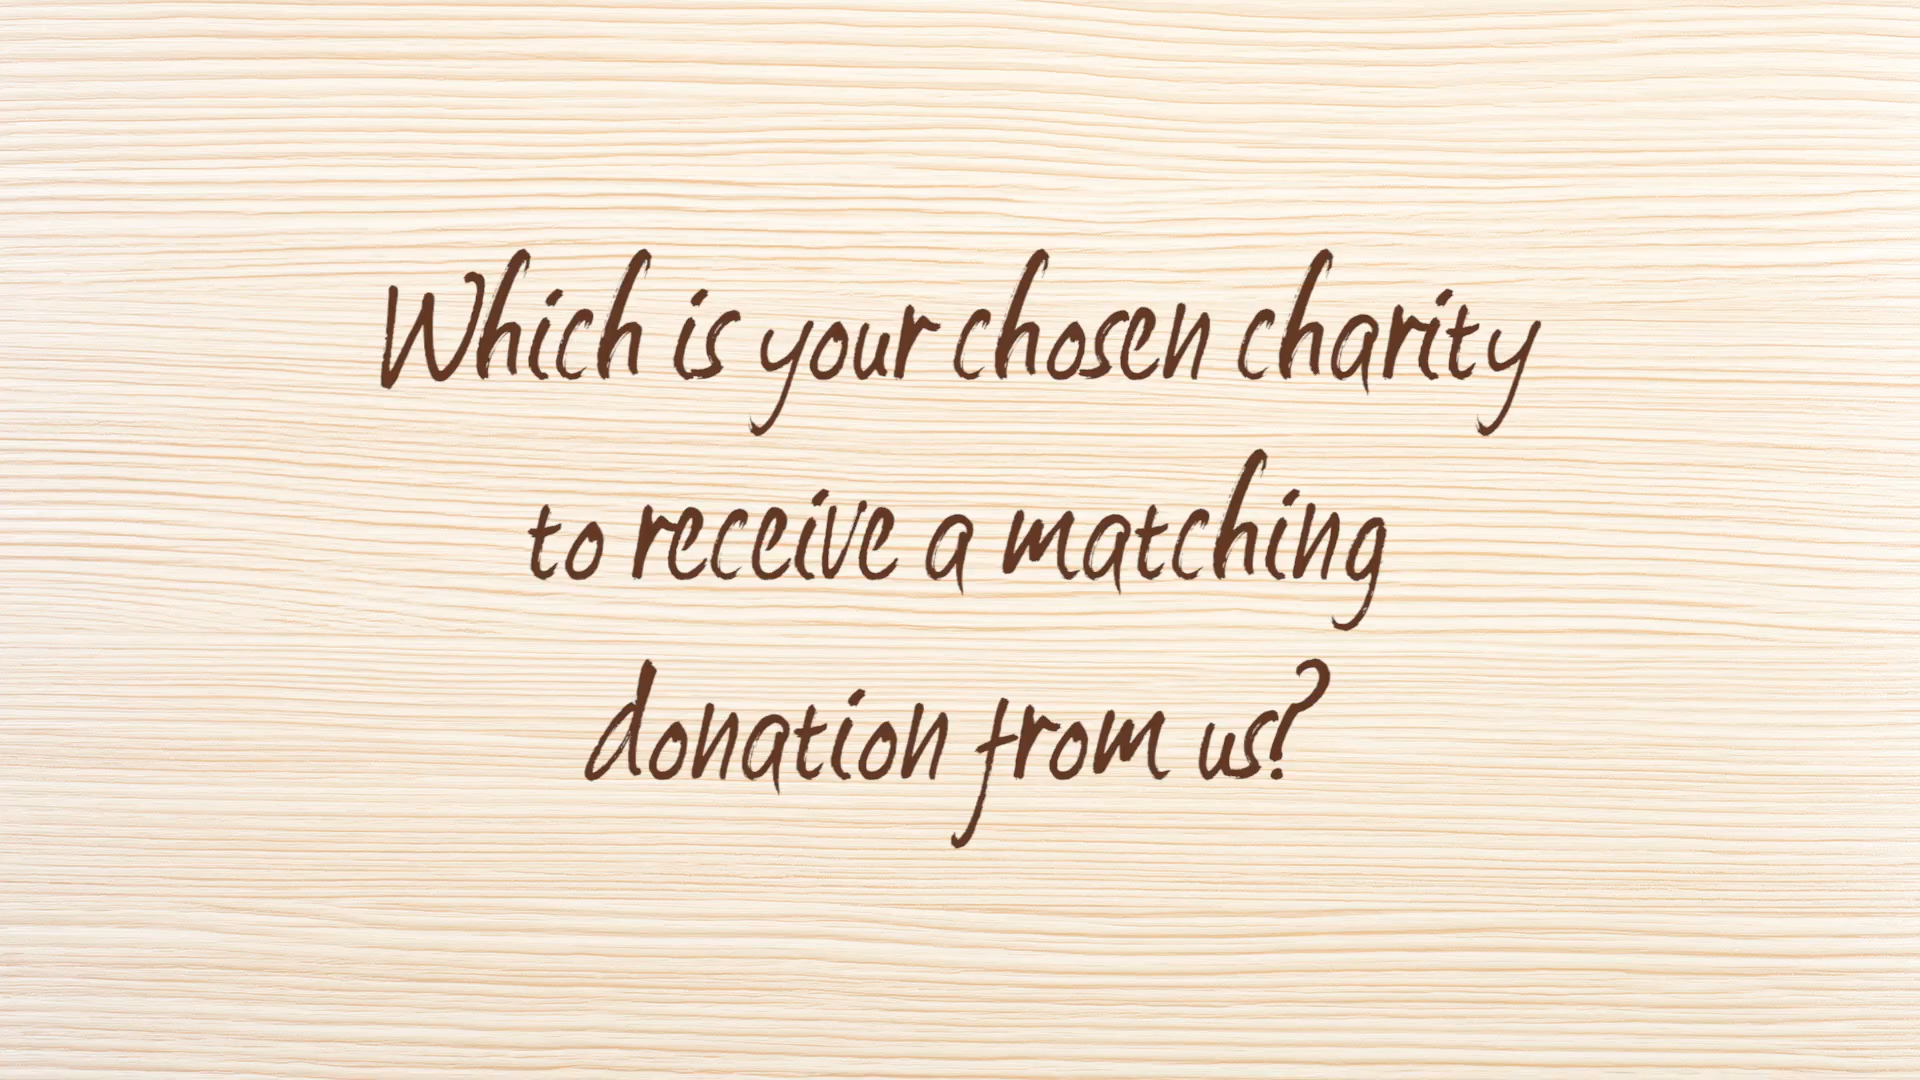 Which is your chosen charity
to receive a matching
donation from us?